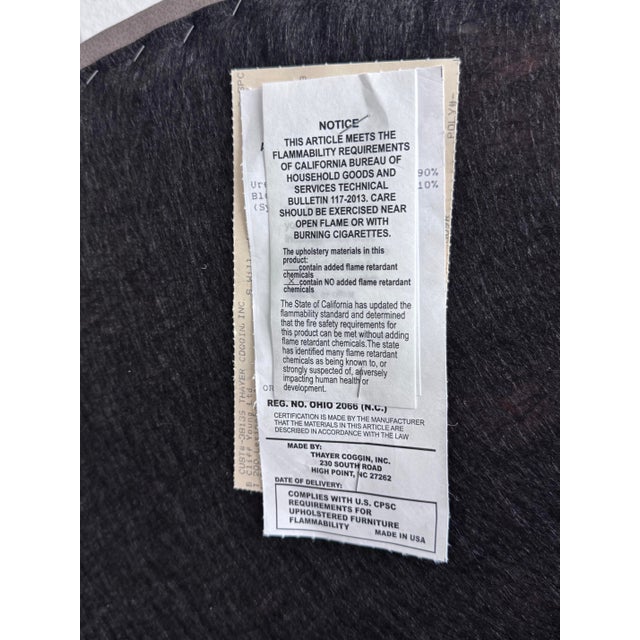 NOTICE
THIS ARTICLE MEETS THE
FLAMMABILITY REQUIREMENTS
OF CALIFORNIA BUREAU OF
HOUSEHOLD GOODS AND
SERVICES TECHNICAL
BULLETIN 117-2013. CARE
SHOULD BE EXERCISED NEAR
OPEN FLAME OR WITH
BURNING CIGARETTES.
The upholstery materials in this
product:
____contain added flame retardant
chemicals
__X__contain NO added flame retardant
chemicals
The State of California has updated the
flammability standard and determined
that the fire safety requirements for
this product can be met without adding
flame retardant chemicals.The state
has identified many flame retardant
chemicals as being known to, or
strongly suspected of, adversely
impacting human health or
development.
90%
10%
REG. NO. OHIO 2066 (N.C.)
CERTIFICATION IS MADE BY THE MANUFACTURER
THAT THE MATERIALS IN THIS ARTICLE ARE
DESCRIBED IN ACCORDANCE WITH THE LAW
MADE BY:
THAYER COGGIN, INC.
230 SOUTH ROAD
HIGH POINT, NC 27262
DATE OF DELIVERY:
COMPLIES WITH U.S. CPSC
REQUIREMENTS FOR
UPHOLSTERED FURNITURE
FLAMMABILITY
MADE IN USA
THAYER COGGIN INC.